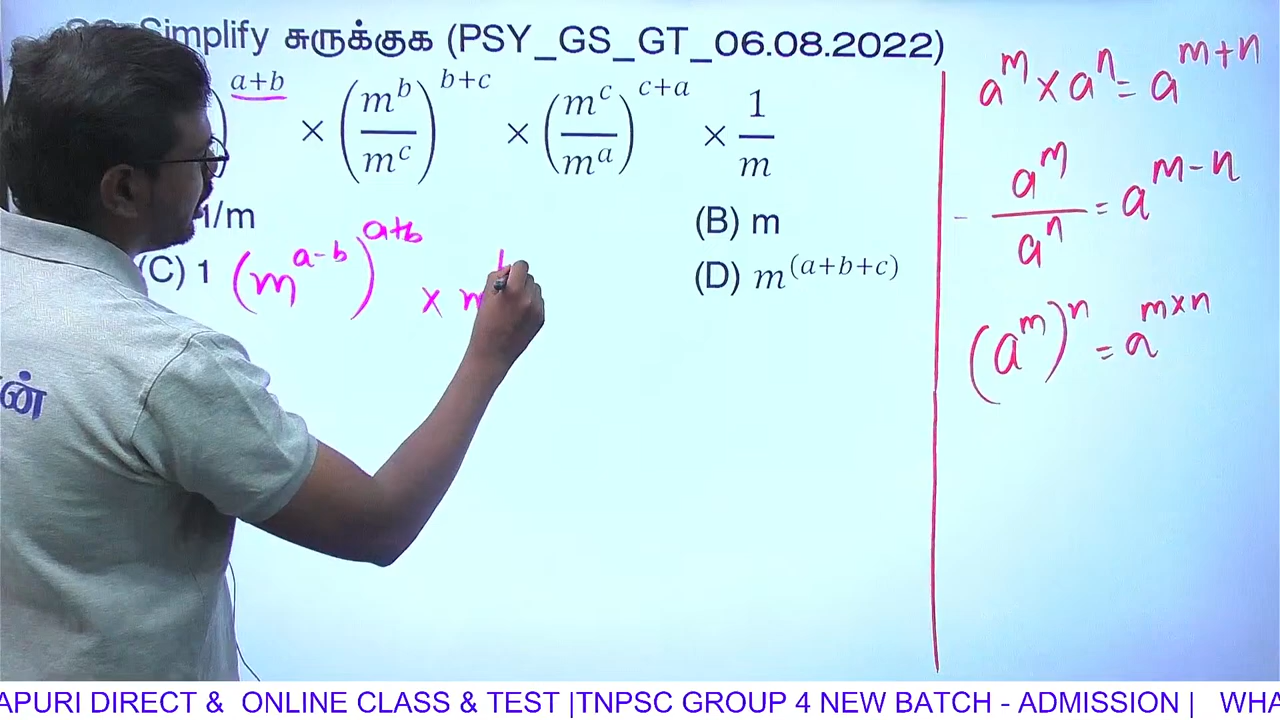 Simplify சுருக்குக (PSY_GS_GT_06.08.2022)
)^{a+b} × (m^b/m^c)^{b+c} × (m^c/m^a)^{c+a} × 1/m
1/m (B) m
(C) 1 (D) m^{(a+b+c)}
(m^{a-b})^{a+b} × m
a^m × a^n = a^{m+n}
a^m/a^n = a^{m-n}
(a^m)^n = a^{m×n}
ன்
APURI DIRECT & ONLINE CLASS & TEST |TNPSC GROUP 4 NEW BATCH - ADMISSION | WHA